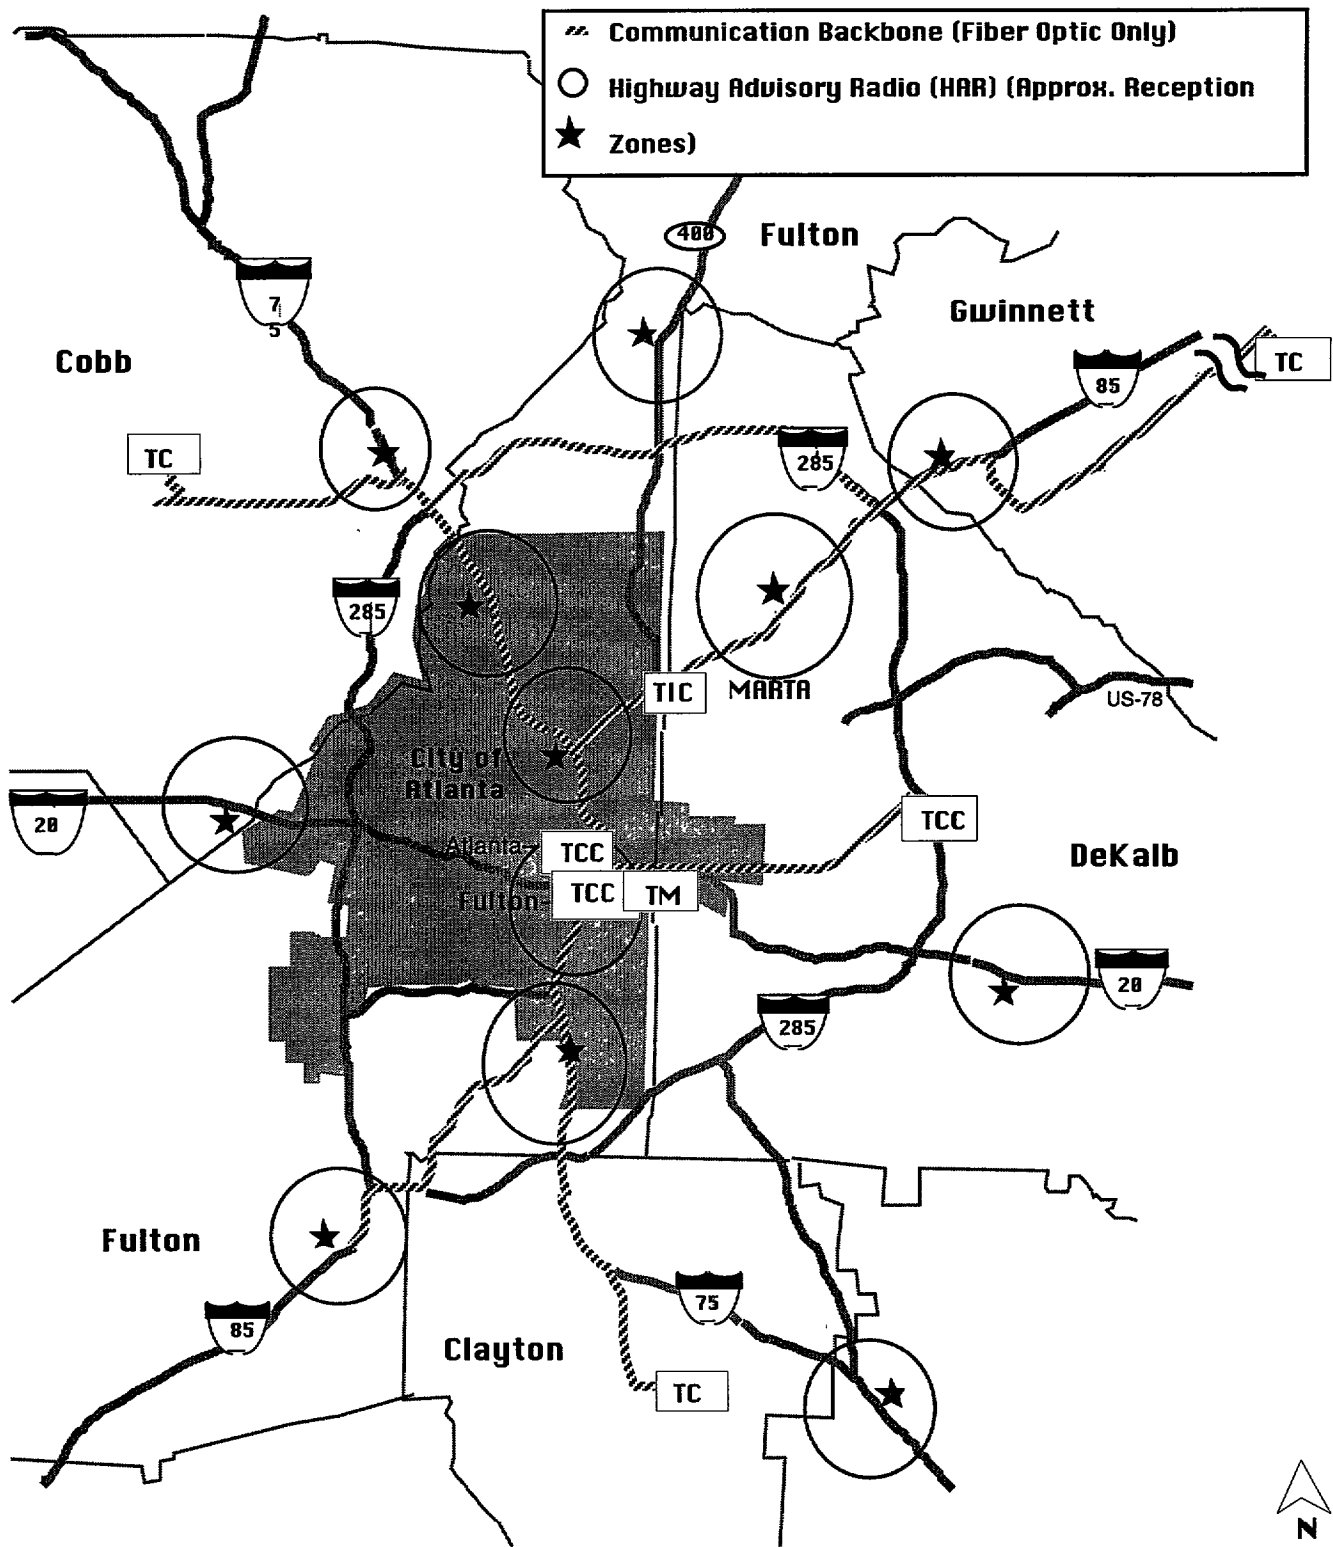 Communication Backbone (Fiber Optic Only)
Highway Advisory Radio (HAR) (Approx. Reception
Zones)
400
Fulton
Gwinnett
7
5
Cobb
85
TC
TC
285
285
TIC
MARTA
US-78
City of
Atlanta
20
TCC
Atlanta-
TCC
DeKalb
Fulton-
TCC
TM
20
285
Fulton
85
75
Clayton
TC
N